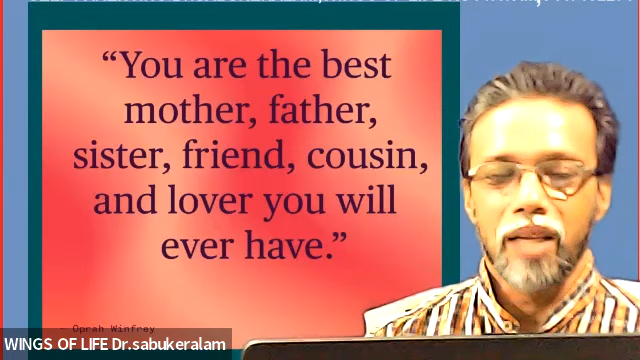 “You are the best
mother, father,
sister, friend, cousin,
and lover you will
ever have.”
- Oprah Winfrey
WINGS OF LIFE Dr.sabukeralam